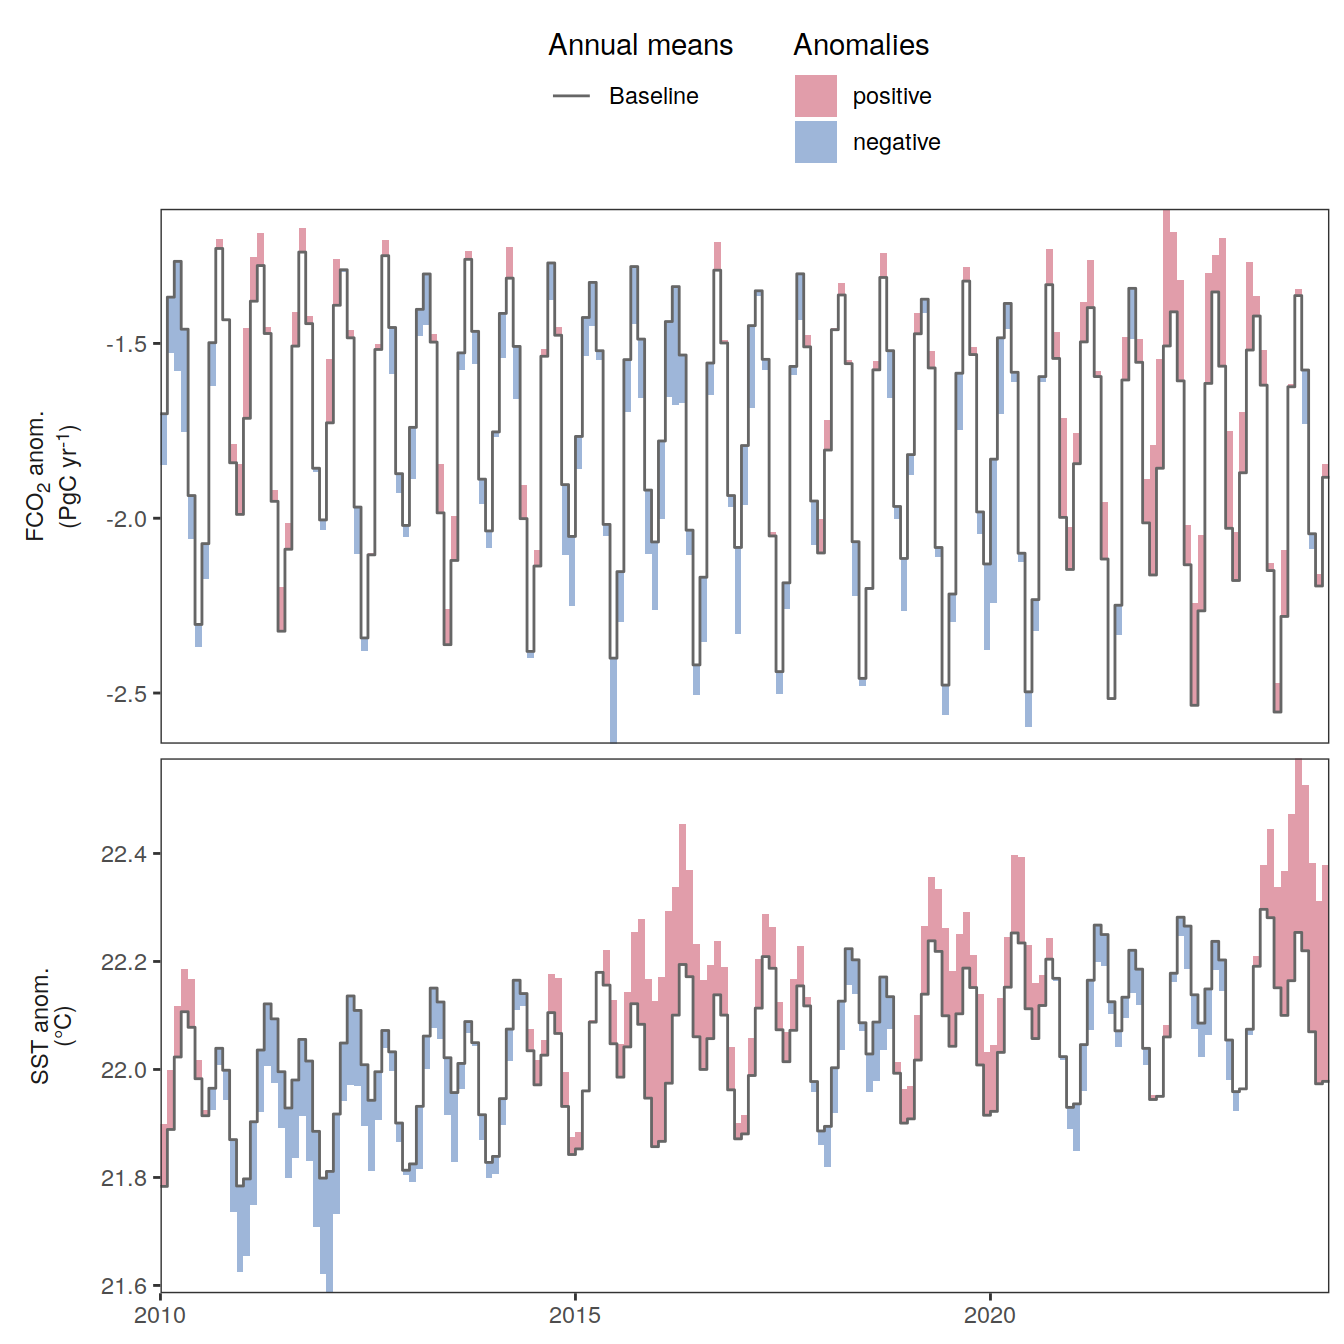 Annual means
Baseline
Anomalies
positive
negative
FCO₂ anom.
(PgC yr⁻¹)
-1.5
-2.0
-2.5
SST anom.
(°C)
22.4
22.2
22.0
21.8
21.6
2010
2015
2020